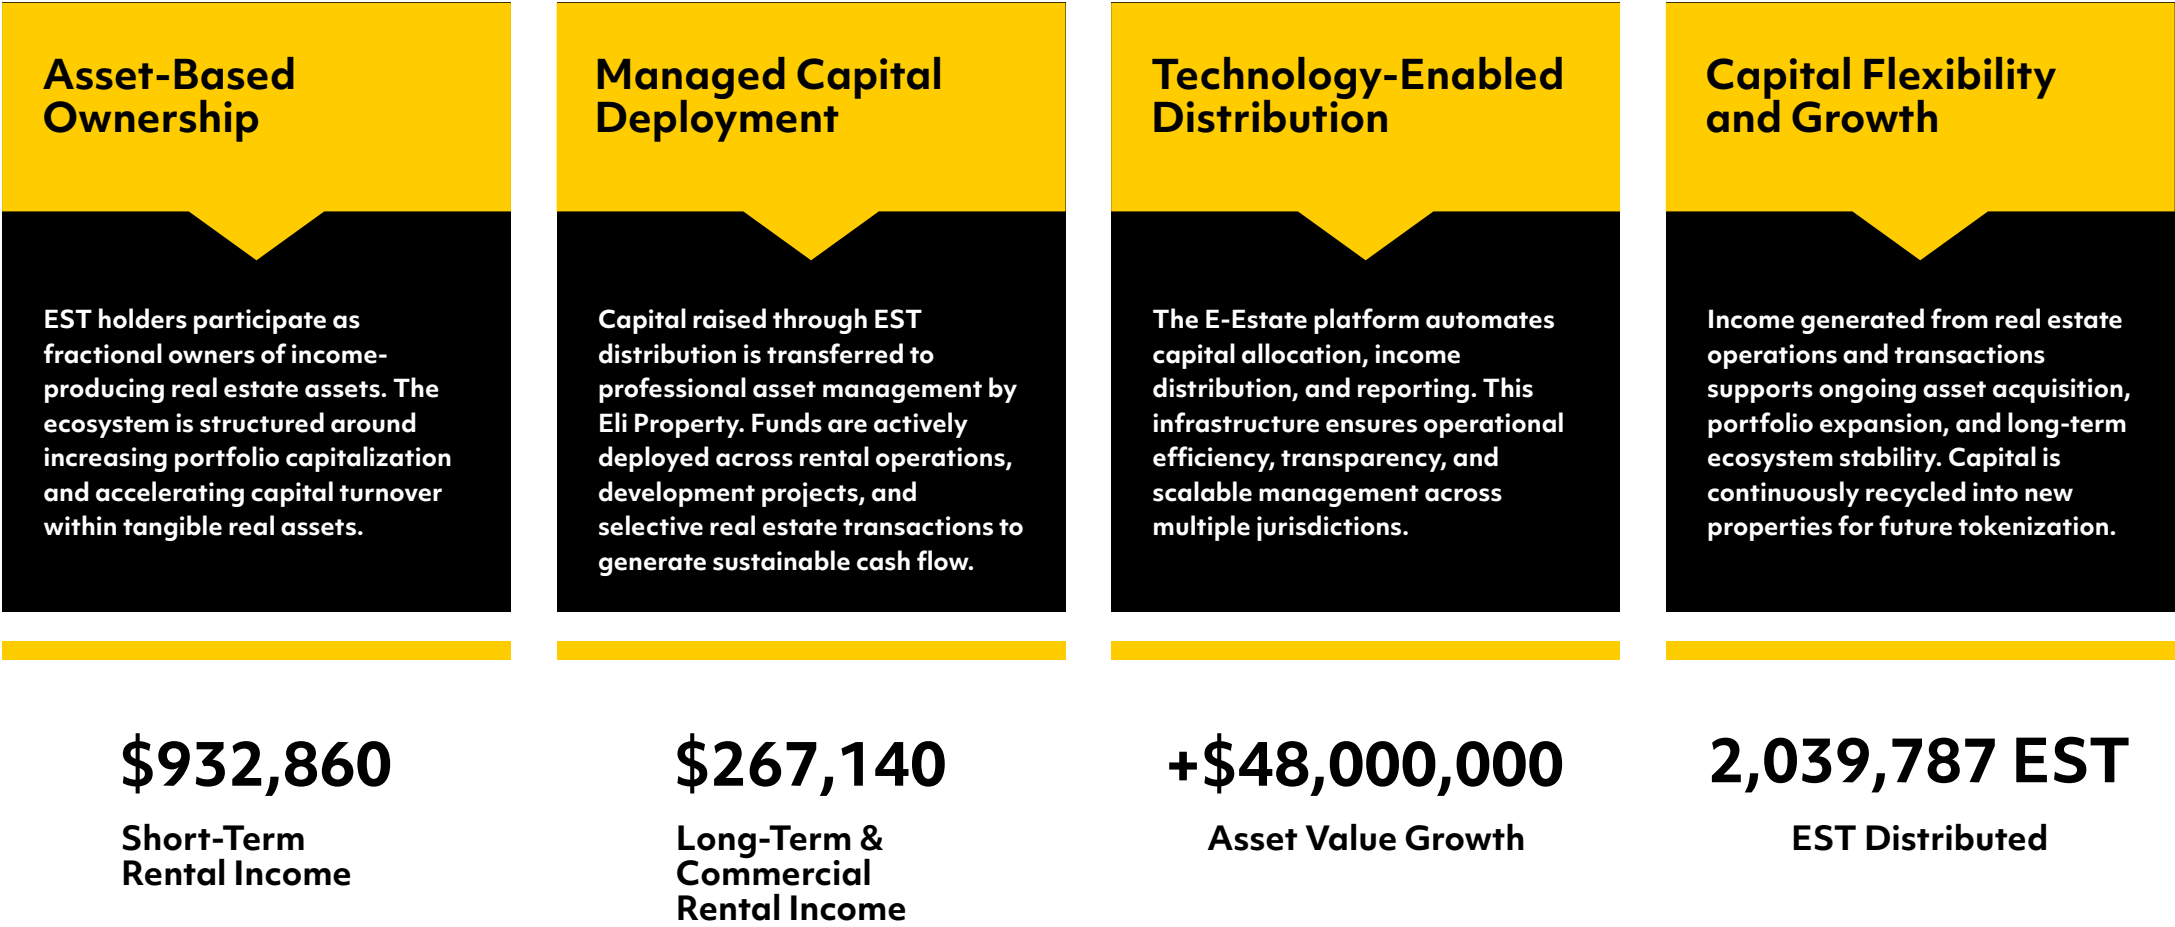 Asset-Based
Ownership
EST holders participate as
fractional owners of income-
producing real estate assets. The
ecosystem is structured around
increasing portfolio capitalization
and accelerating capital turnover
within tangible real assets.
$932,860
Short-Term
Rental Income
Managed Capital
Deployment
Capital raised through EST
distribution is transferred to
professional asset management by
Eli Property. Funds are actively
deployed across rental operations,
development projects, and
selective real estate transactions to
generate sustainable cash flow.
$267,140
Long-Term &
Commercial
Rental Income
Technology-Enabled
Distribution
The E-Estate platform automates
capital allocation, income
distribution, and reporting. This
infrastructure ensures operational
efficiency, transparency, and
scalable management across
multiple jurisdictions.
+$48,000,000
Asset Value Growth
Capital Flexibility
and Growth
Income generated from real estate
operations and transactions
supports ongoing asset acquisition,
portfolio expansion, and long-term
ecosystem stability. Capital is
continuously recycled into new
properties for future tokenization.
2,039,787 EST
EST Distributed